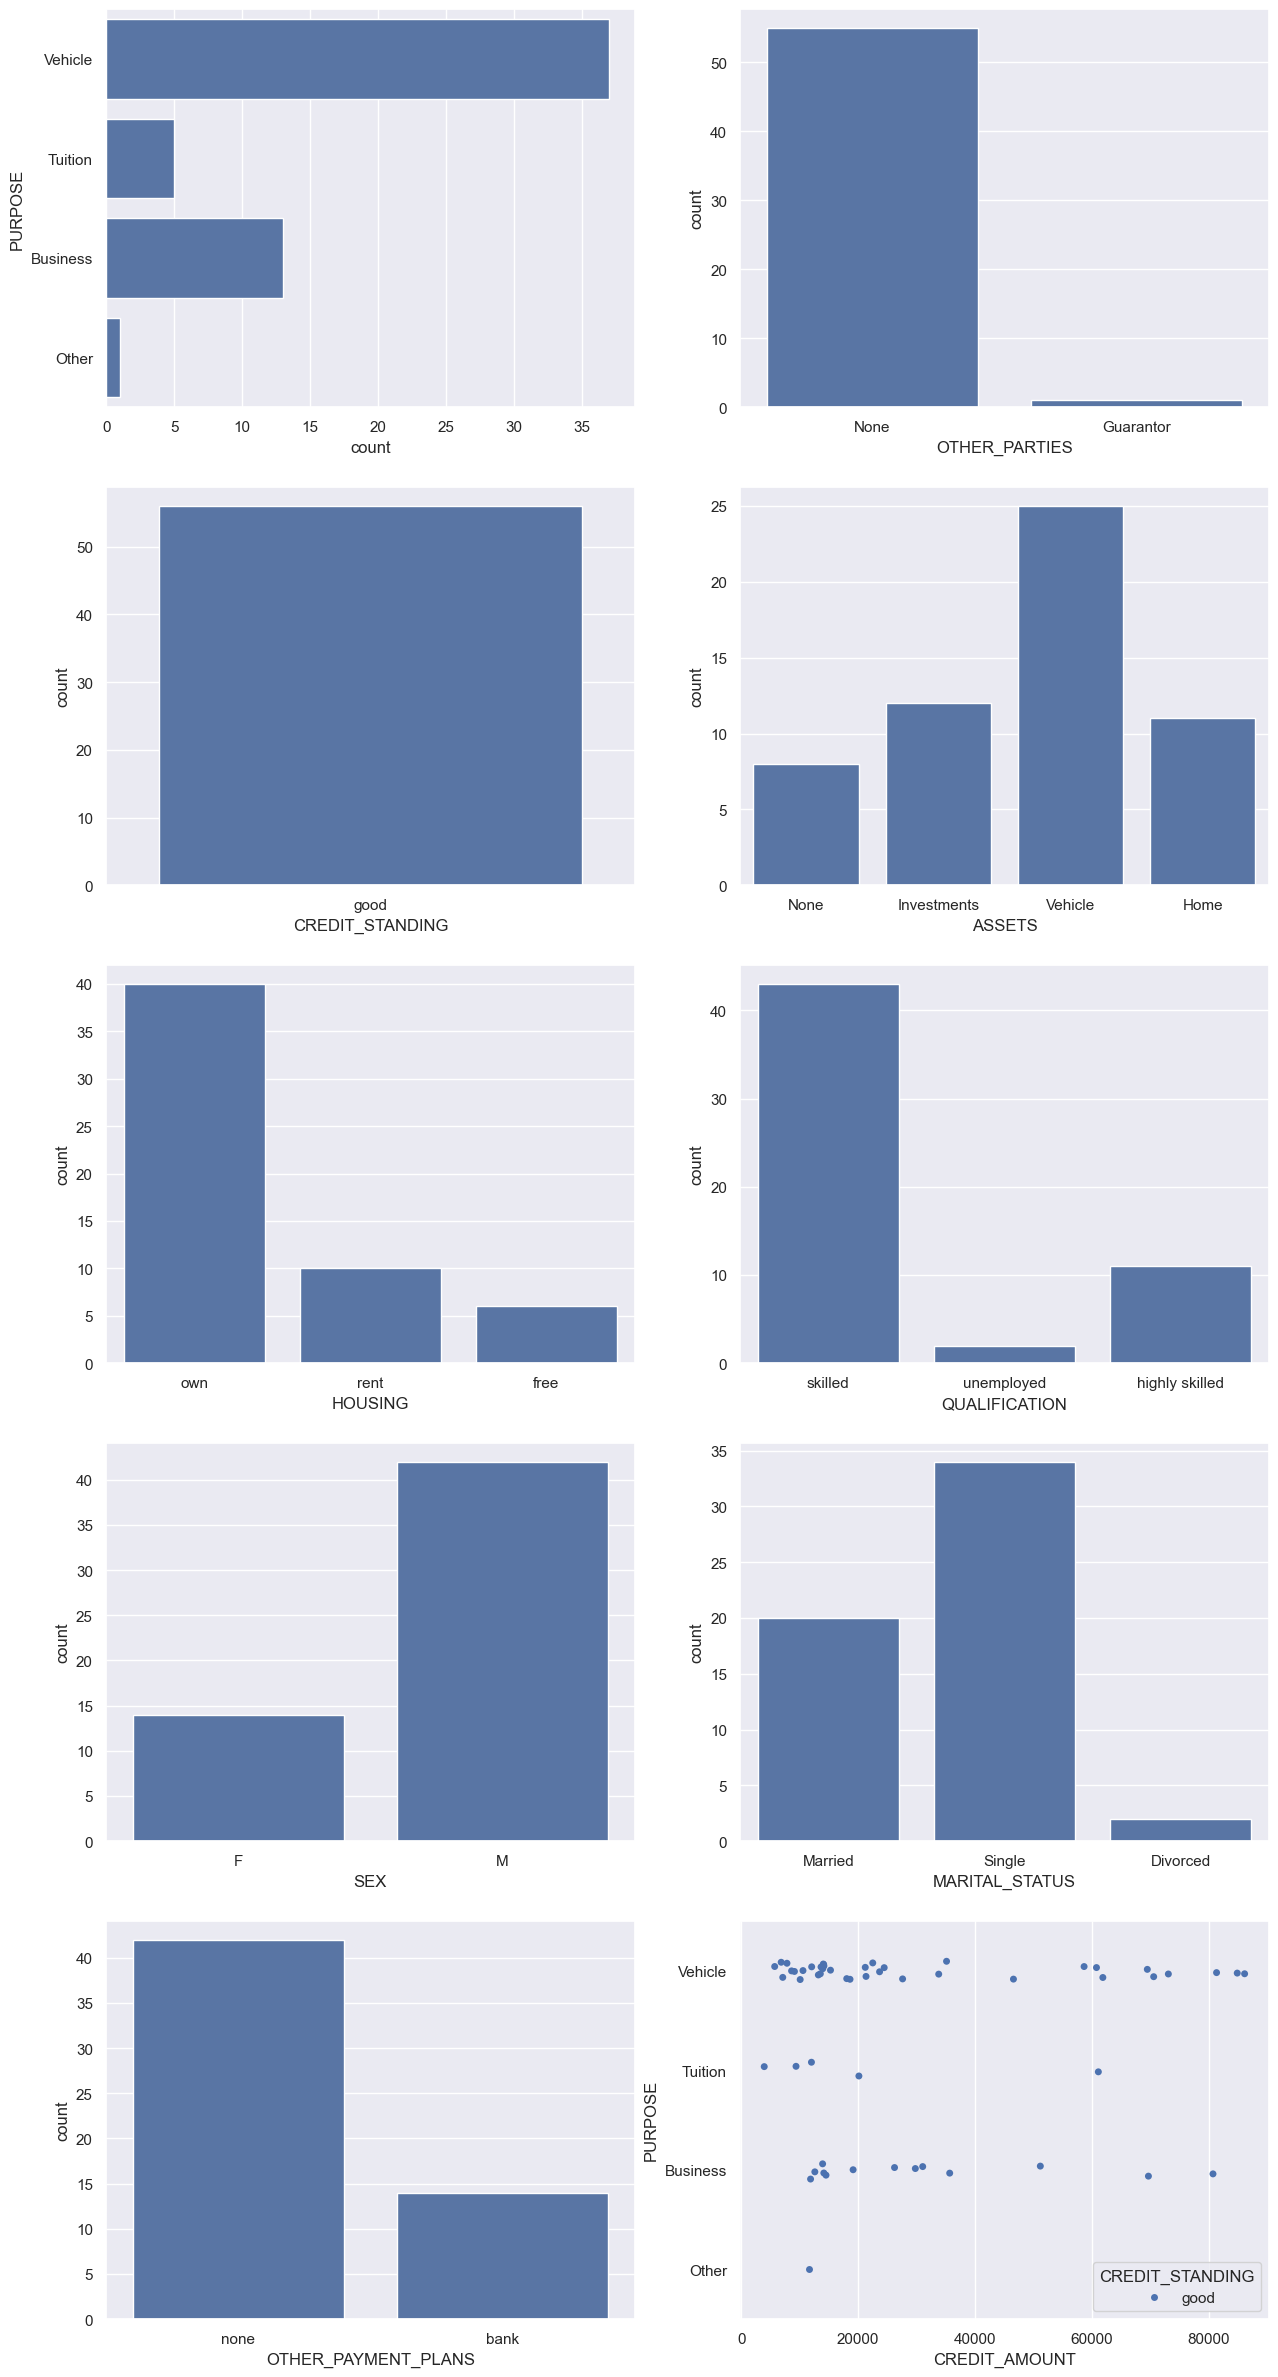 Vehicle
Tuition
Business
Other
PURPOSE
0 5 10 15 20 25 30 35
count
50
40
30
20
10
0
count
None Guarantor
OTHER_PARTIES
50
40
30
20
10
0
count
good
CREDIT_STANDING
25
20
15
10
5
0
count
None Investments Vehicle Home
ASSETS
40
35
30
25
20
15
10
5
0
count
own rent free
HOUSING
40
30
20
10
0
count
skilled unemployed highly skilled
QUALIFICATION
40
35
30
25
20
15
10
5
0
count
F M
SEX
35
30
25
20
15
10
5
0
count
Married Single Divorced
MARITAL_STATUS
40
35
30
25
20
15
10
5
0
count
none bank
OTHER_PAYMENT_PLANS
Vehicle
Tuition
Business
Other
PURPOSE
CREDIT_STANDING
good
0 20000 40000 60000 80000
CREDIT_AMOUNT